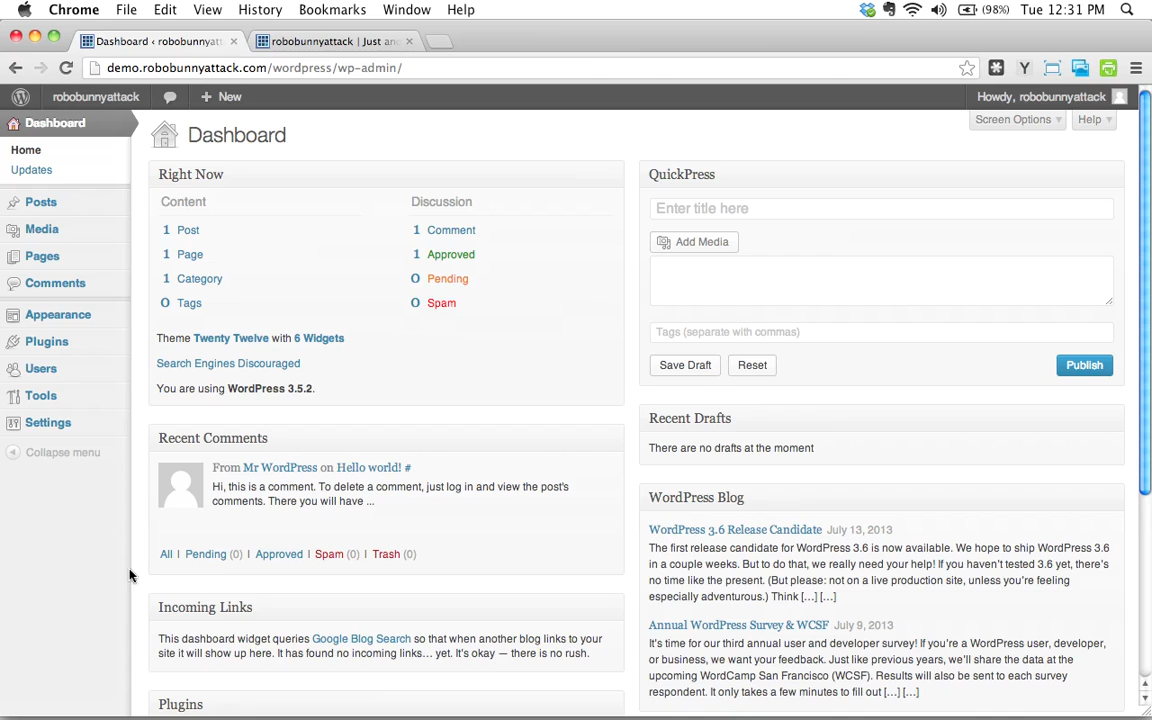 Chrome File Edit View History Bookmarks Window Help (98%) Tue 12:31 PM
Dashboard ‹ robobunnyatt
robobunnyattack | Just an
demo.robobunnyattack.com/wordpress/wp-admin/
Y
robobunnyattack
+ New
Howdy, robobunnyattack
Dashboard
Home
Updates
Posts
Media
Pages
Comments
Appearance
Plugins
Users
Tools
Settings
Collapse menu
Dashboard
Screen Options
Help
Right Now
Content
1 Post
1 Page
1 Category
0 Tags
Discussion
1 Comment
1 Approved
0 Pending
0 Spam
Theme Twenty Twelve with 6 Widgets
Search Engines Discouraged
You are using WordPress 3.5.2.
Recent Comments
From Mr WordPress on Hello world! #
Hi, this is a comment. To delete a comment, just log in and view the post's
comments. There you will have ...
All | Pending (0) | Approved | Spam (0) | Trash (0)
Incoming Links
This dashboard widget queries Google Blog Search so that when another blog links to your
site it will show up here. It has found no incoming links… yet. It's okay — there is no rush.
Plugins
QuickPress
Enter title here
Add Media
Tags (separate with commas)
Save Draft
Reset
Publish
Recent Drafts
There are no drafts at the moment
WordPress Blog
WordPress 3.6 Release Candidate July 13, 2013
The first release candidate for WordPress 3.6 is now available. We hope to ship WordPress 3.6
in a couple weeks. But to do that, we really need your help! If you haven't tested 3.6 yet, there's
no time like the present. (But please: not on a live production site, unless you're feeling
especially adventurous.) Think […] […]
Annual WordPress Survey & WCSF July 9, 2013
It's time for our third annual user and developer survey! If you're a WordPress user, developer,
or business, we want your feedback. Just like previous years, we'll share the data at the
upcoming WordCamp San Francisco (WCSF). Results will also be sent to each survey
respondent. It only takes a few minutes to fill out […] […]